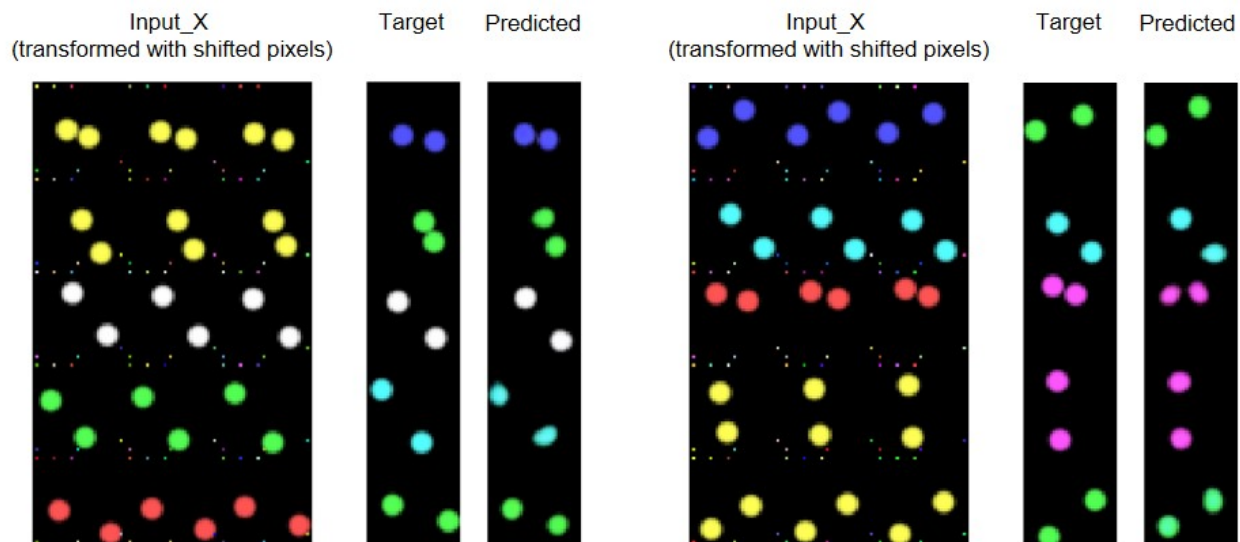 Input_X
(transformed with shifted pixels)
Target
Predicted
Input_X
(transformed with shifted pixels)
Target
Predicted